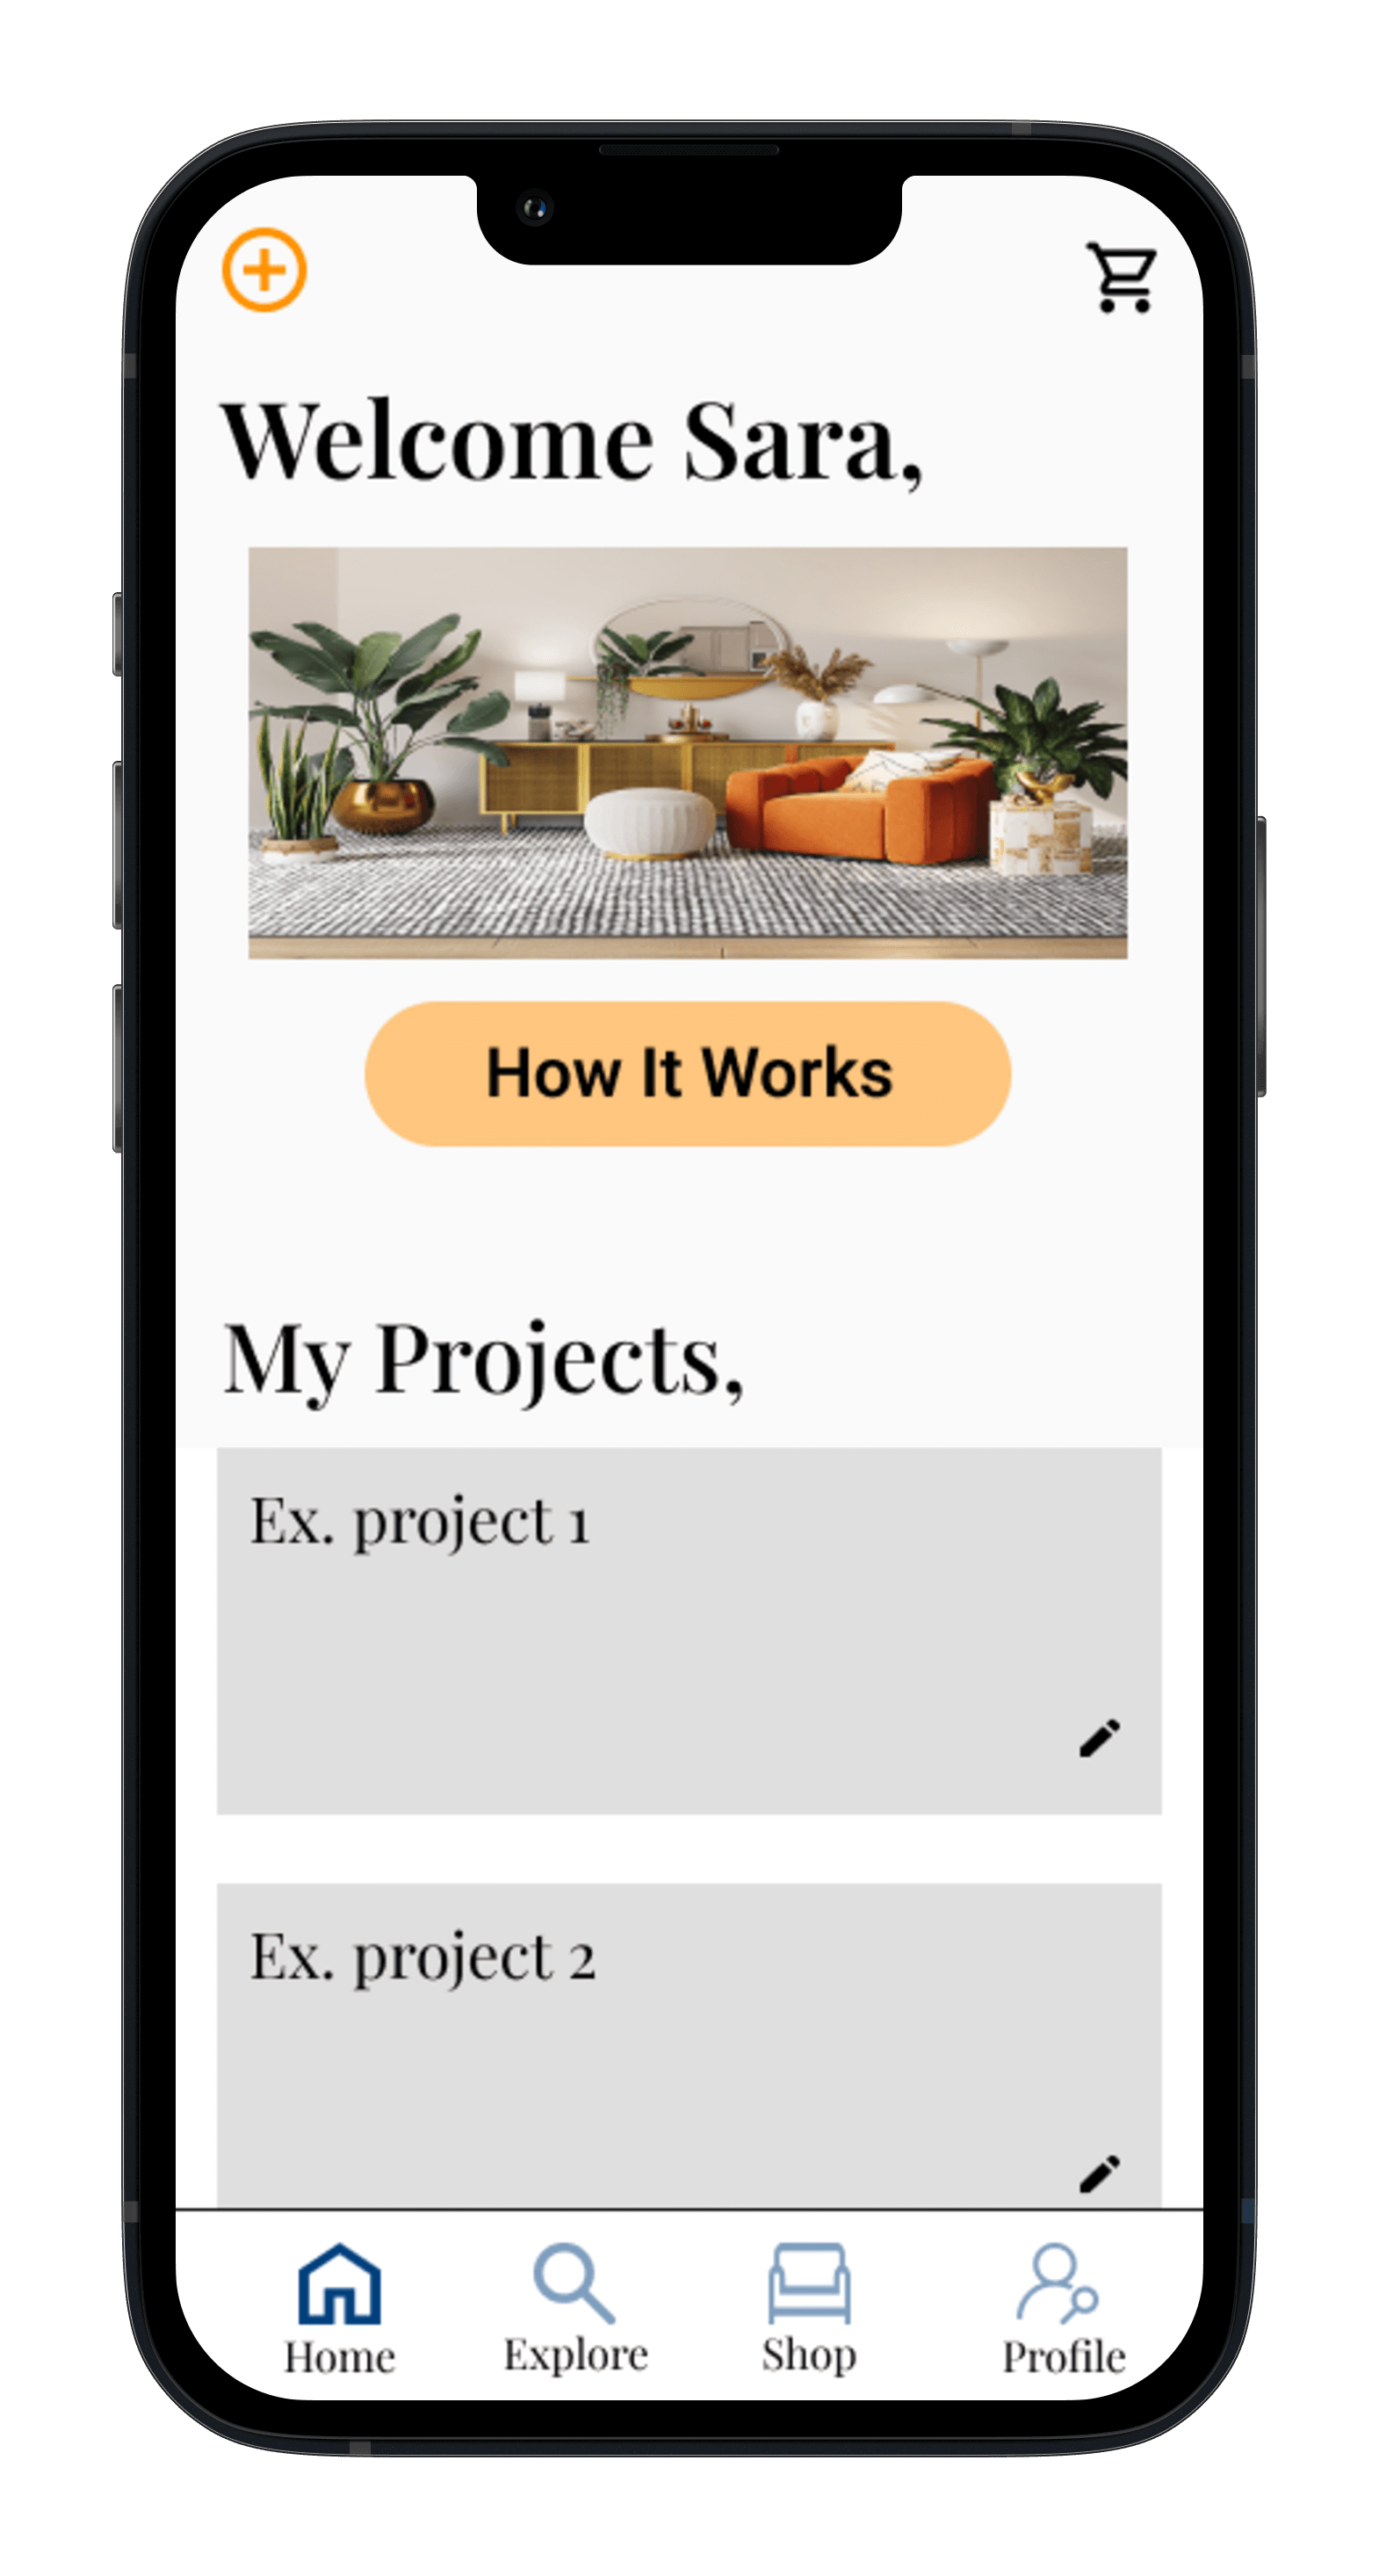 Welcome Sara,
How It Works
My Projects,
Ex. project 1
Ex. project 2
Home
Explore
Shop
Profile